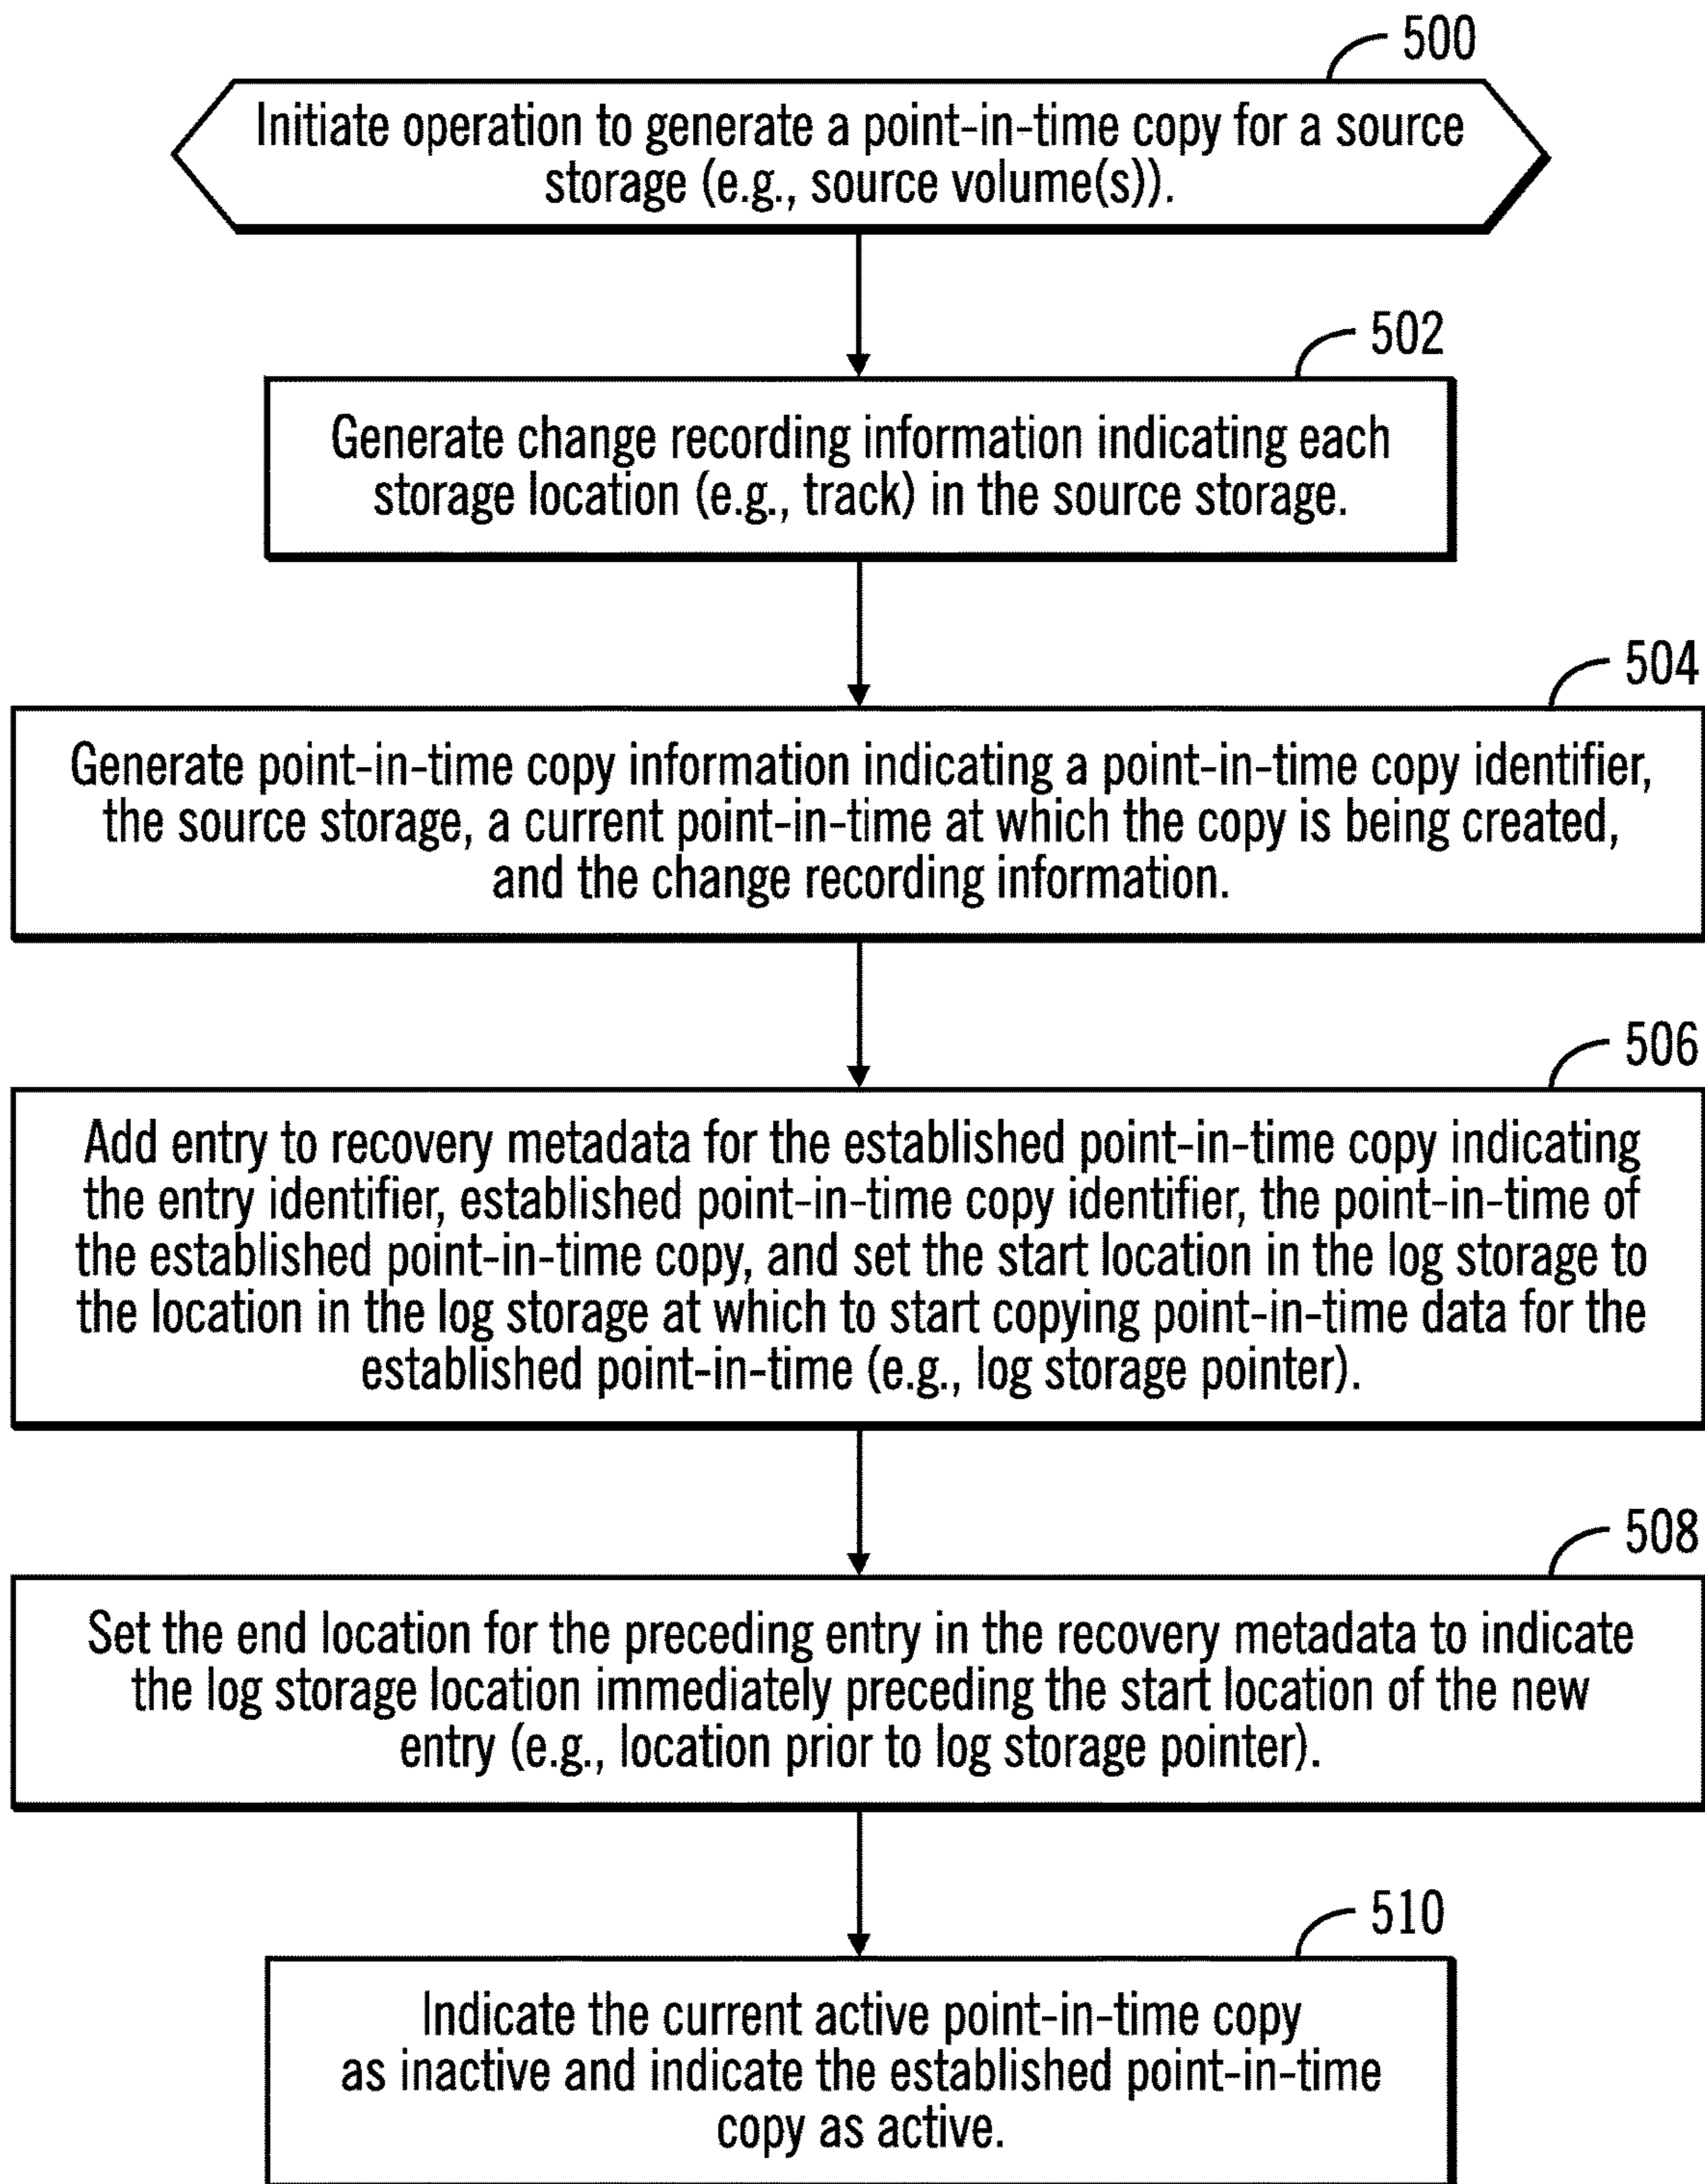 500
Initiate operation to generate a point-in-time copy for a source
storage (e.g., source volume(s)).
502
Generate change recording information indicating each
storage location (e.g., track) in the source storage.
504
Generate point-in-time copy information indicating a point-in-time copy identifier,
the source storage, a current point-in-time at which the copy is being created,
and the change recording information.
506
Add entry to recovery metadata for the established point-in-time copy indicating
the entry identifier, established point-in-time copy identifier, the point-in-time of
the established point-in-time copy, and set the start location in the log storage to
the location in the log storage at which to start copying point-in-time data for the
established point-in-time (e.g., log storage pointer).
508
Set the end location for the preceding entry in the recovery metadata to indicate
the log storage location immediately preceding the start location of the new
entry (e.g., location prior to log storage pointer).
510
Indicate the current active point-in-time copy
as inactive and indicate the established point-in-time
copy as active.